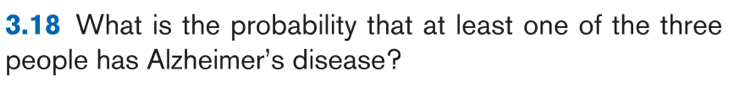 3.18 What is the probability that at least one of the three
people has Alzheimer’s disease?